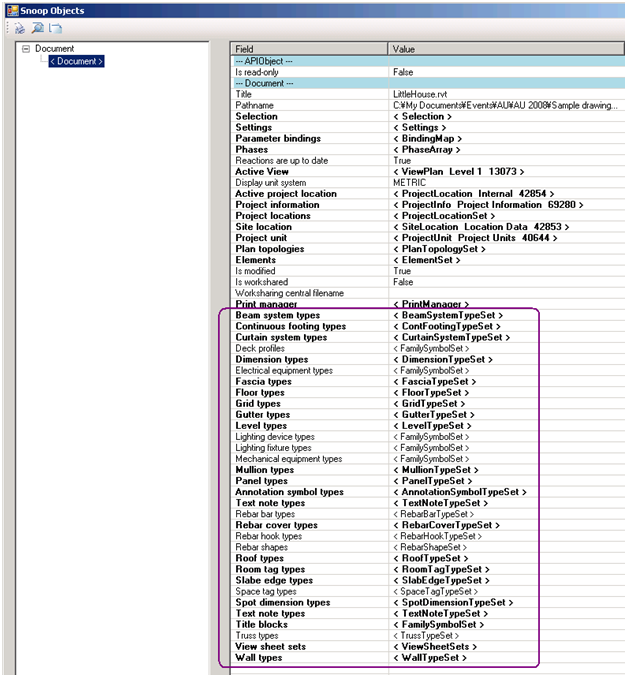 Snoop Objects
Document
< Document >
Field Value
--- APIObject ---
Is read-only False
--- Document ---
Title LittleHouse.rvt
Pathname C:¥My Documents¥Events¥AU¥AU 2008¥Sample drawing...
Selection < Selection >
Settings < Settings >
Parameter bindings < BindingMap >
Phases < PhaseArray >
Reactions are up to date True
Active View < ViewPlan Level 1 13073 >
Display unit system METRIC
Active project location < ProjectLocation Internal 42854 >
Project information < ProjectInfo Project Information 69280 >
Project locations < ProjectLocationSet >
Site location < SiteLocation Location Data 42853 >
Project unit < ProjectUnit Project Units 40644 >
Plan topologies < PlanTopologySet >
Elements < ElementSet >
Is modified True
Is workshared False
Worksharing central filename
Print manager < PrintManager >
Beam system types < BeamSystemTypeSet >
Continuous footing types < ContFootingTypeSet >
Curtain system types < CurtainSystemTypeSet >
Deck profiles < FamilySymbolSet >
Dimension types < DimensionTypeSet >
Electrical equipment types < FamilySymbolSet >
Fascia types < FasciaTypeSet >
Floor types < FloorTypeSet >
Grid types < GridTypeSet >
Gutter types < GutterTypeSet >
Level types < LevelTypeSet >
Lighting device types < FamilySymbolSet >
Lighting fixture types < FamilySymbolSet >
Mechanical equipment types < FamilySymbolSet >
Mullion types < MullionTypeSet >
Panel types < PanelTypeSet >
Annotation symbol types < AnnotationSymbolTypeSet >
Text note types < TextNoteTypeSet >
Rebar bar types < RebarBarTypeSet >
Rebar cover types < RebarCoverTypeSet >
Rebar hook types < RebarHookTypeSet >
Rebar shapes < RebarShapeSet >
Roof types < RoofTypeSet >
Room tag types < RoomTagTypeSet >
Slabe edge types < SlabEdgeTypeSet >
Space tag types < SpaceTagTypeSet >
Spot dimension types < SpotDimensionTypeSet >
Text note types < TextNoteTypeSet >
Title blocks < FamilySymbolSet >
Truss types < TrussTypeSet >
View sheet sets < ViewSheetSets >
Wall types < WallTypeSet >